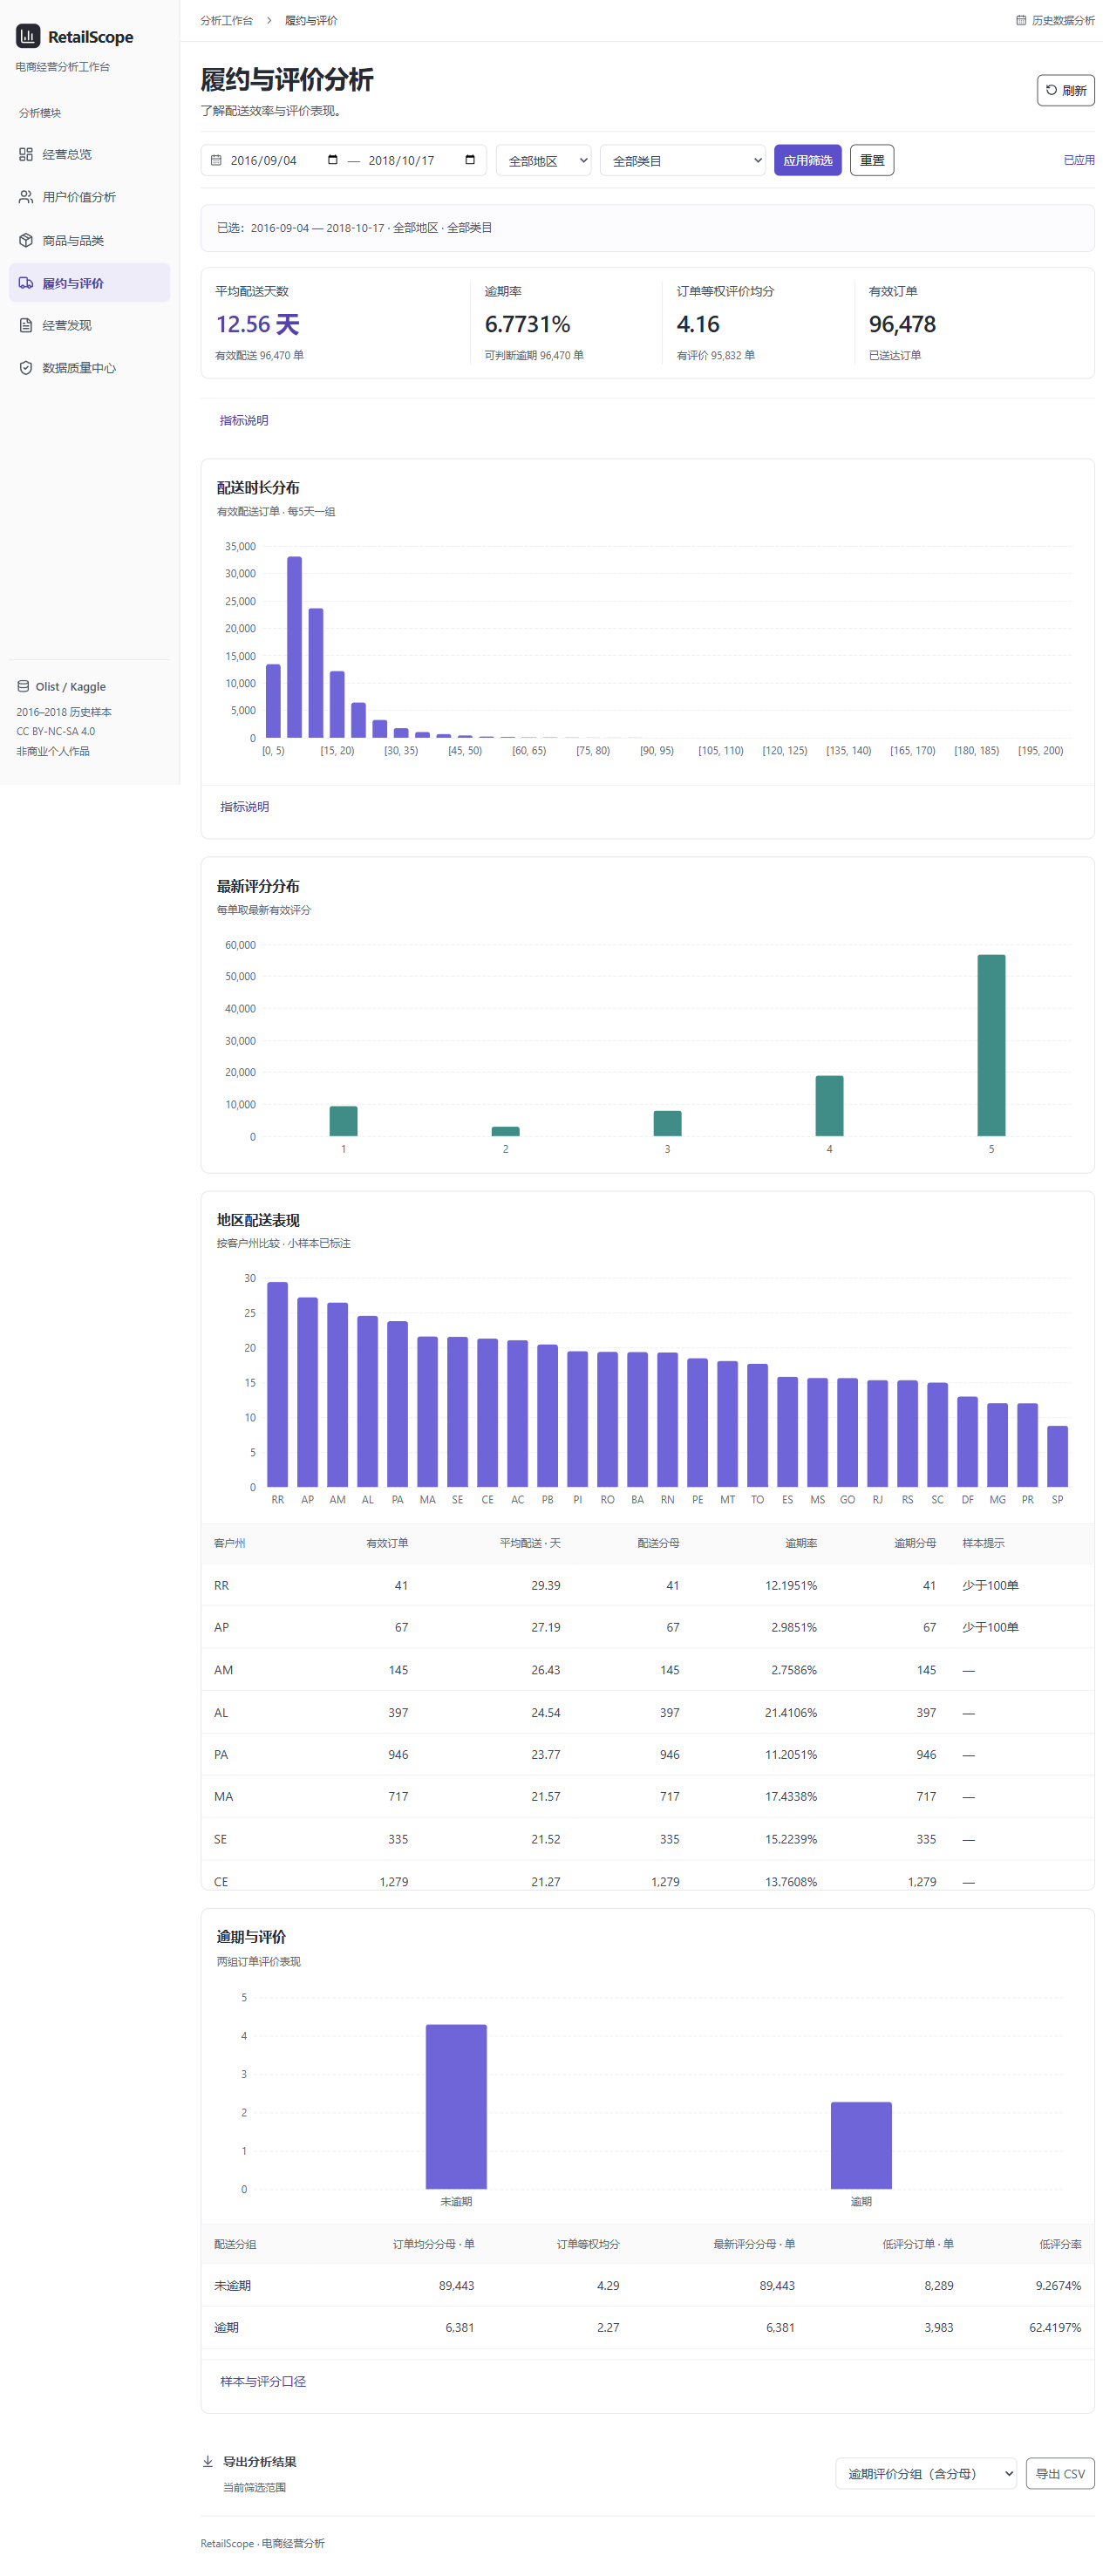 RetailScope
电商经营分析工作台
分析模块
经营总览
用户价值分析
商品与品类
履约与评价
经营发现
数据质量中心
Olist / Kaggle
2016–2018 历史样本
CC BY-NC-SA 4.0
非商业个人作品
分析工作台 > 履约与评价
历史数据分析
履约与评价分析
了解配送效率与评价表现。
刷新
2016/09/04 — 2018/10/17 全部地区 全部类目 应用筛选 重置 已应用
已选：2016-09-04 — 2018-10-17 · 全部地区 · 全部类目
平均配送天数 逾期率 订单等权评价均分 有效订单
12.56 天 6.7731% 4.16 96,478
有效配送 96,470 单 可判断逾期 96,470 单 有评价 95,832 单 已送达订单
指标说明
配送时长分布
有效配送订单 · 每5天一组
35,000
30,000
25,000
20,000
15,000
10,000
5,000
0
[0, 5) [15, 20) [30, 35) [45, 50) [60, 65) [75, 80) [90, 95) [105, 110) [120, 125) [135, 140) [165, 170) [180, 185) [195, 200)
指标说明
最新评分分布
每单取最新有效评分
60,000
50,000
40,000
30,000
20,000
10,000
0
1 2 3 4 5
地区配送表现
按客户州比较 · 小样本已标注
30
25
20
15
10
5
0
RR AP AM AL PA MA SE CE AC PB PI RO BA RN PE MT TO ES MS GO RJ RS SC DF MG PR SP
客户州 有效订单 平均配送 · 天 配送分母 逾期率 逾期分母 样本提示
RR 41 29.39 41 12.1951% 41 少于100单
AP 67 27.19 67 2.9851% 67 少于100单
AM 145 26.43 145 2.7586% 145 —
AL 397 24.54 397 21.4106% 397 —
PA 946 23.77 946 11.2051% 946 —
MA 717 21.57 717 17.4338% 717 —
SE 335 21.52 335 15.2239% 335 —
CE 1,279 21.27 1,279 13.7608% 1,279 —
逾期与评价
两组订单评价表现
5
4
3
2
1
0
未逾期 逾期
配送分组 订单均分分母 · 单 订单等权均分 最新评分分母 · 单 低评分订单 · 单 低评分率
未逾期 89,443 4.29 89,443 8,289 9.2674%
逾期 6,381 2.27 6,381 3,983 62.4197%
样本与评分口径
导出分析结果
当前筛选范围
逾期评价分组（含分母） 导出 CSV
RetailScope · 电商经营分析